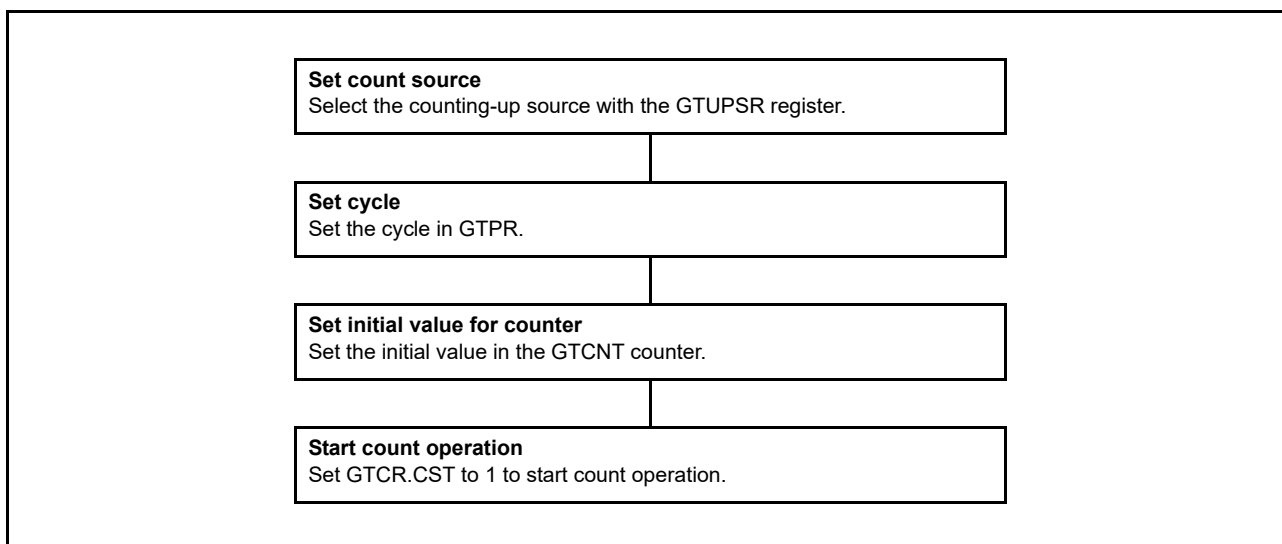 Set count source
Select the counting-up source with the GTUPSR register.
Set cycle
Set the cycle in GTPR.
Set initial value for counter
Set the initial value in the GTCNT counter.
Start count operation
Set GTCR.CST to 1 to start count operation.